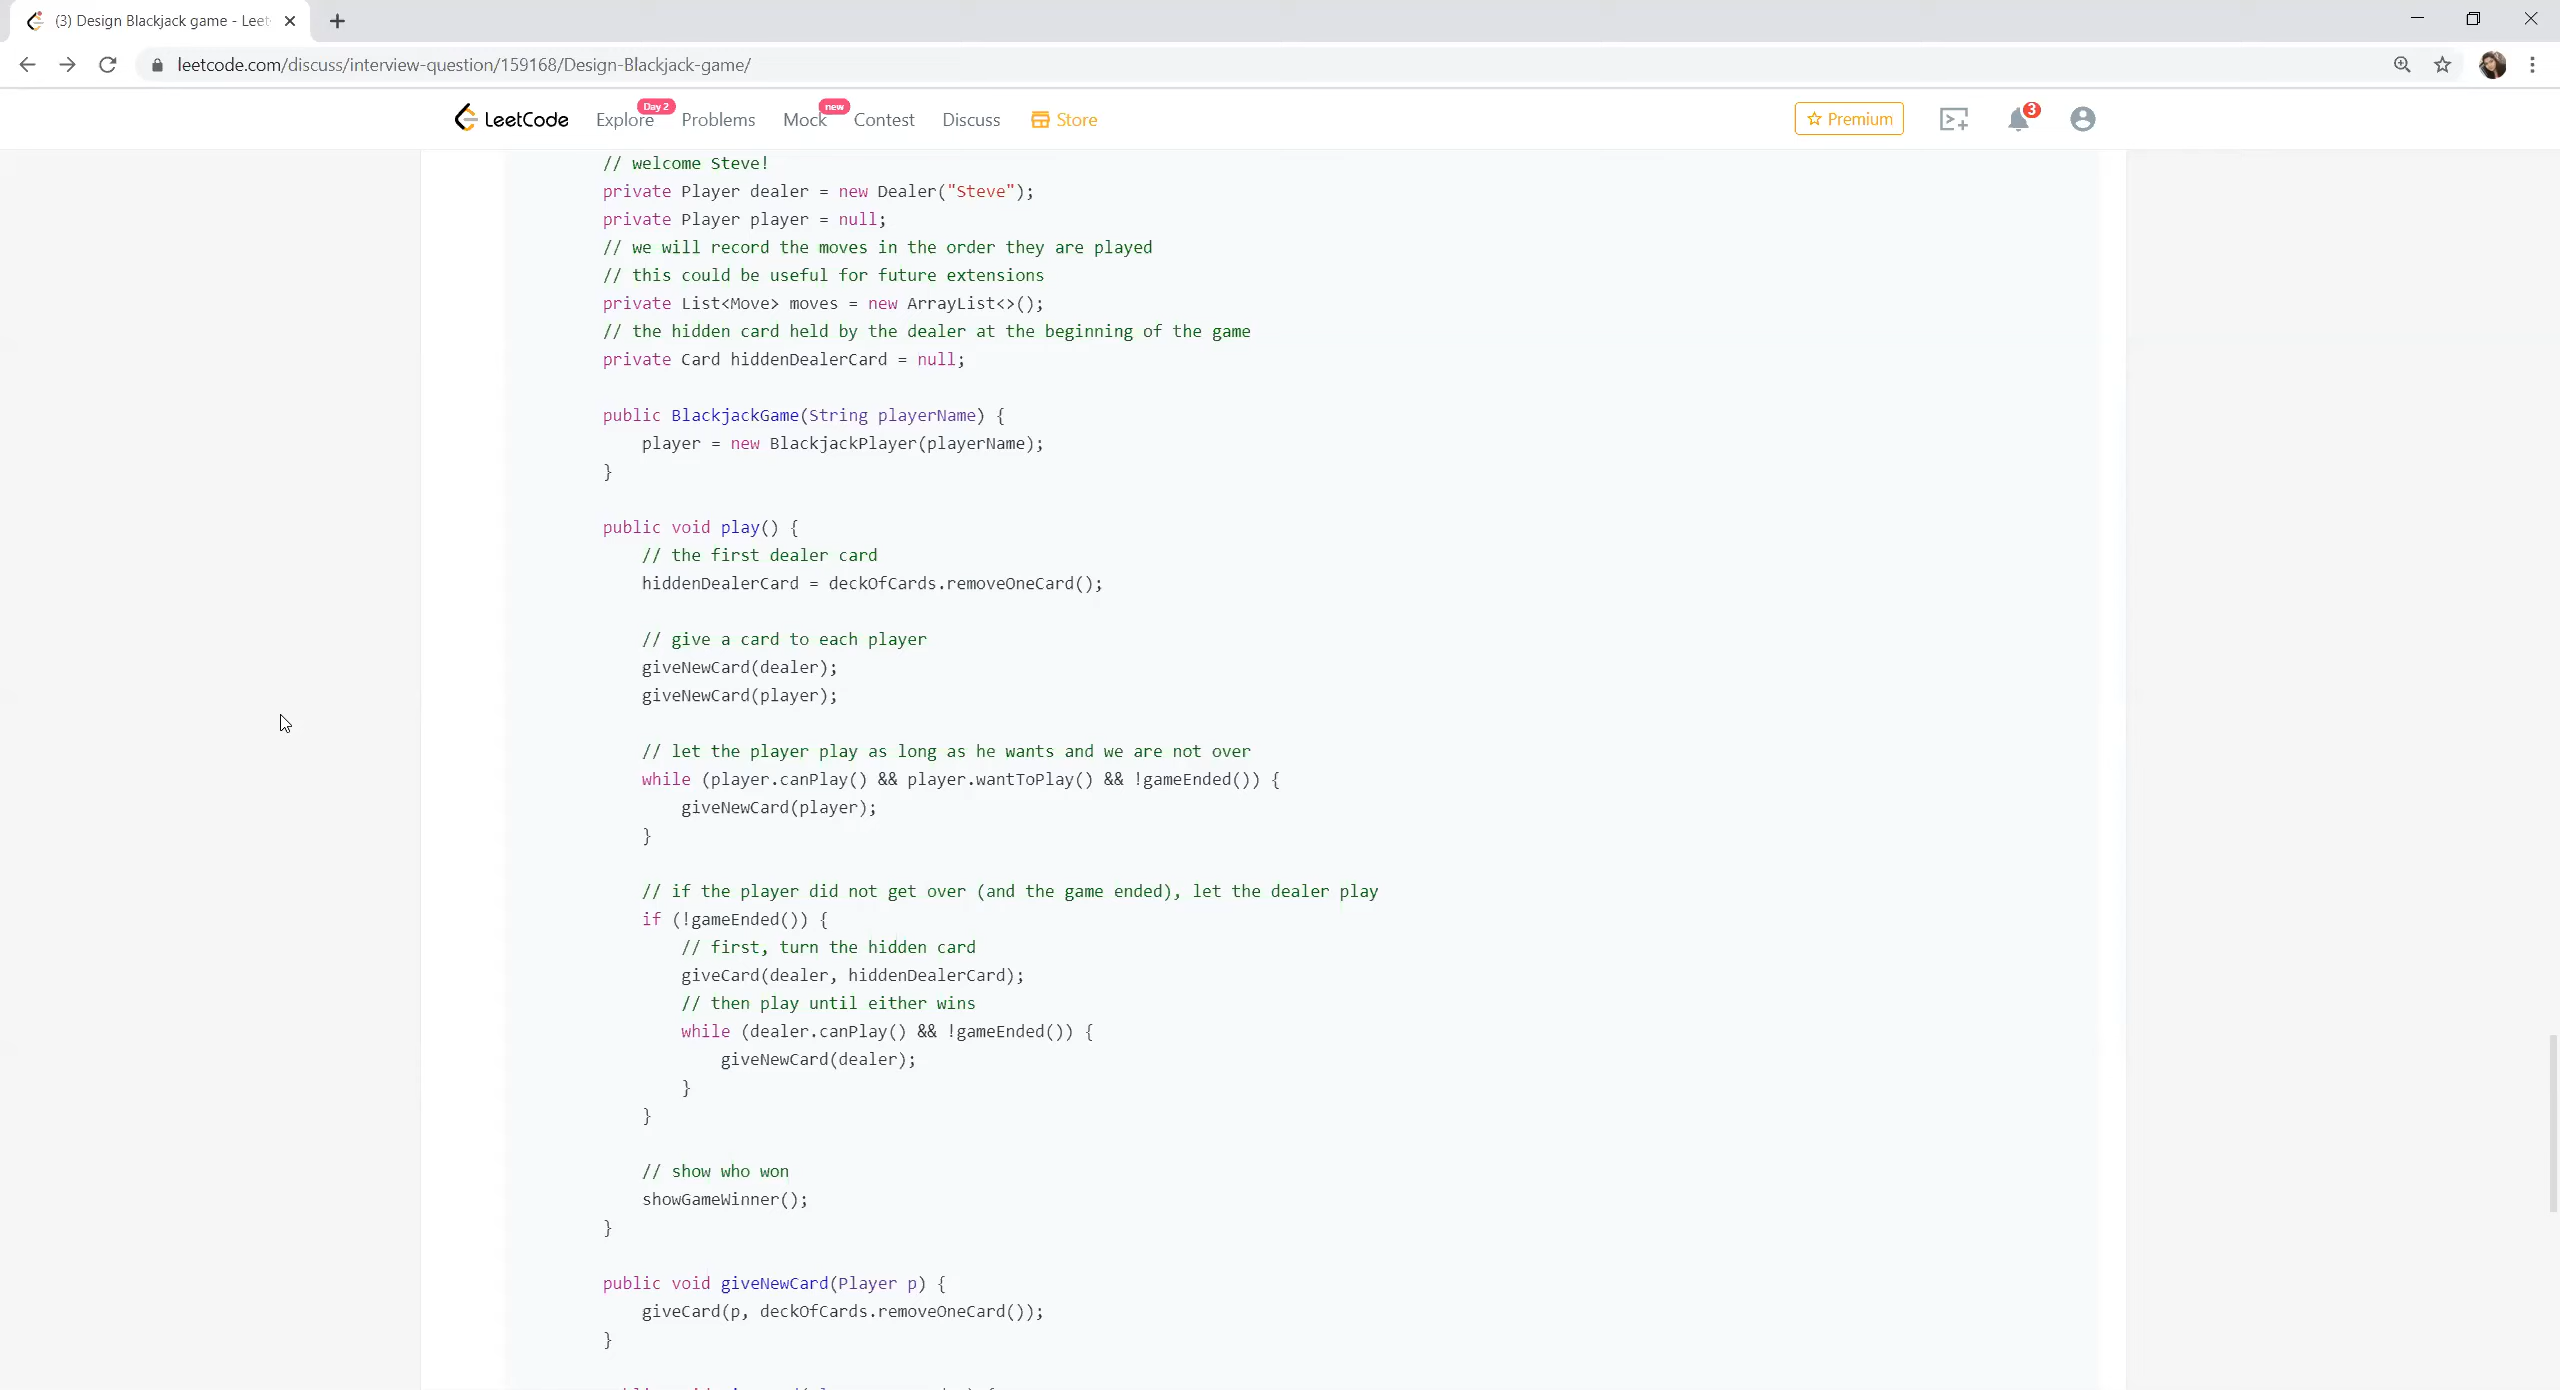 (3) Design Blackjack game - Leet
leetcode.com/discuss/interview-question/159168/Design-Blackjack-game/
LeetCode Explore Day 2 Problems Mock new Contest Discuss Store Premium 3
// welcome Steve!
private Player dealer = new Dealer("Steve");
private Player player = null;
// we will record the moves in the order they are played
// this could be useful for future extensions
private List<Move> moves = new ArrayList<>();
// the hidden card held by the dealer at the beginning of the game
private Card hiddenDealerCard = null;
public BlackjackGame(String playerName) {
player = new BlackjackPlayer(playerName);
}
public void play() {
// the first dealer card
hiddenDealerCard = deckOfCards.removeOneCard();
// give a card to each player
giveNewCard(dealer);
giveNewCard(player);
// let the player play as long as he wants and we are not over
while (player.canPlay() && player.wantToPlay() && !gameEnded()) {
giveNewCard(player);
}
// if the player did not get over (and the game ended), let the dealer play
if (!gameEnded()) {
// first, turn the hidden card
giveCard(dealer, hiddenDealerCard);
// then play until either wins
while (dealer.canPlay() && !gameEnded()) {
giveNewCard(dealer);
}
}
// show who won
showGameWinner();
}
public void giveNewCard(Player p) {
giveCard(p, deckOfCards.removeOneCard());
}